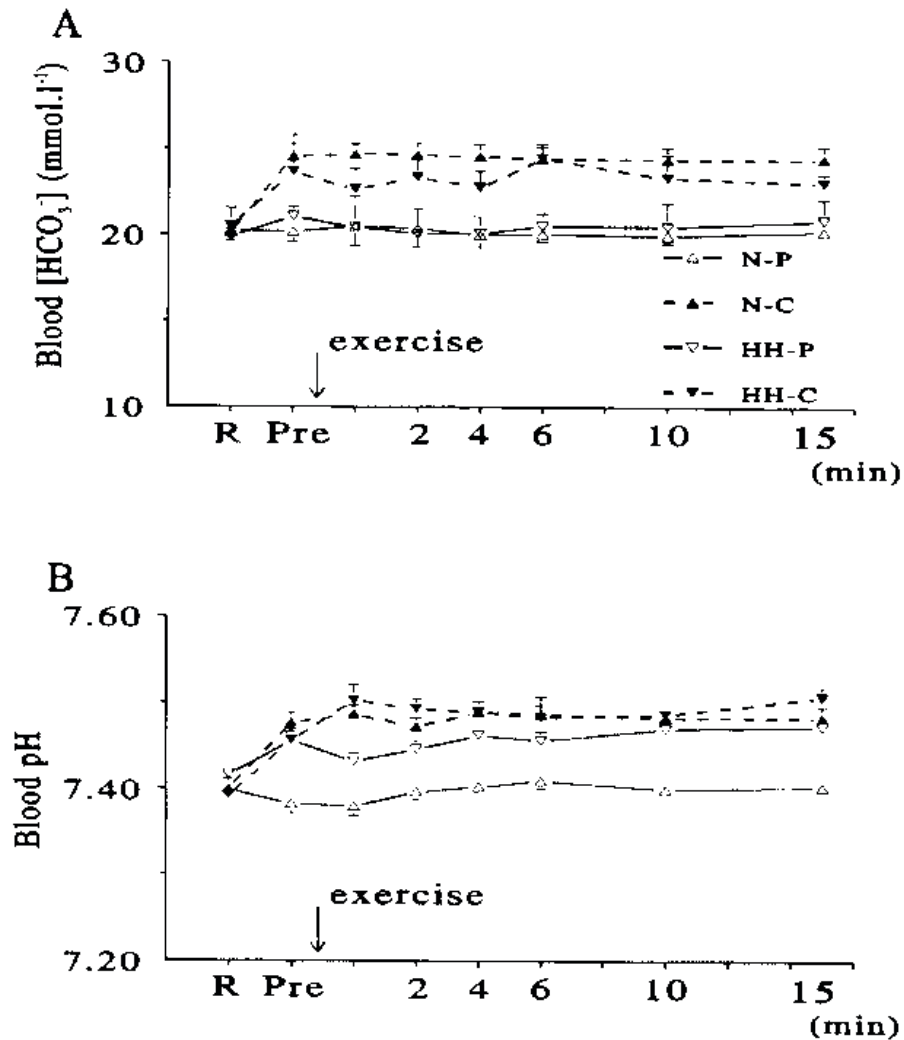 A
Blood [HCO₃] (mmol.l⁻¹)
30
20
10
N-P
N-C
HH-P
HH-C
exercise
R Pre 2 4 6 10 15
(min)
B
Blood pH
7.60
7.40
7.20
exercise
R Pre 2 4 6 10 15
(min)